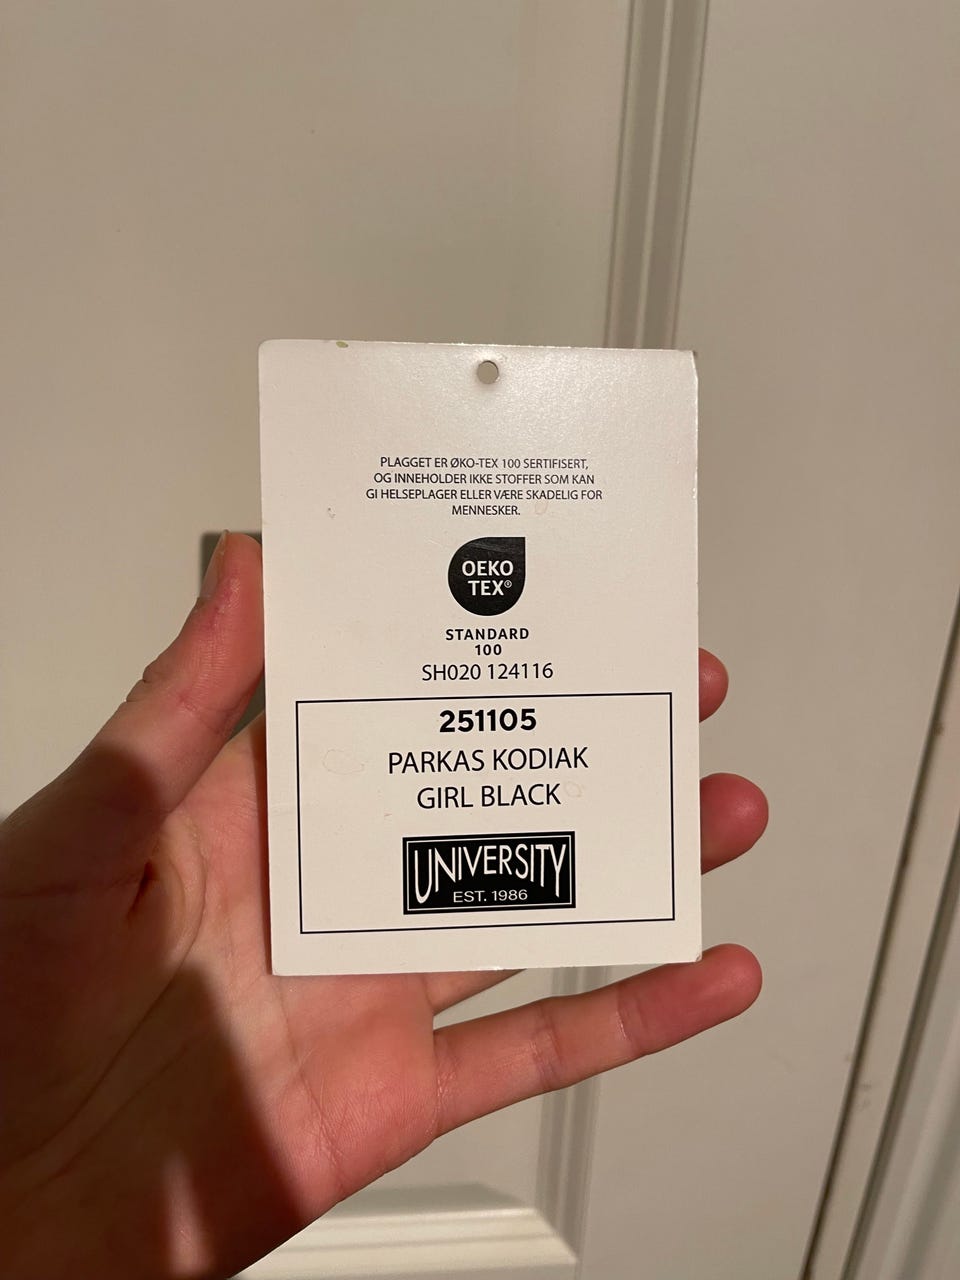 PLAGGET ER ØKO-TEX 100 SERTIFISERT,
OG INNEHOLDER IKKE STOFFER SOM KAN
GI HELSEPLAGER ELLER VÆRE SKADELIG FOR
MENNESKER.
OEKO
TEX®
STANDARD
100
SH020 124116
251105
PARKAS KODIAK
GIRL BLACK
UNIVERSITY
EST. 1986